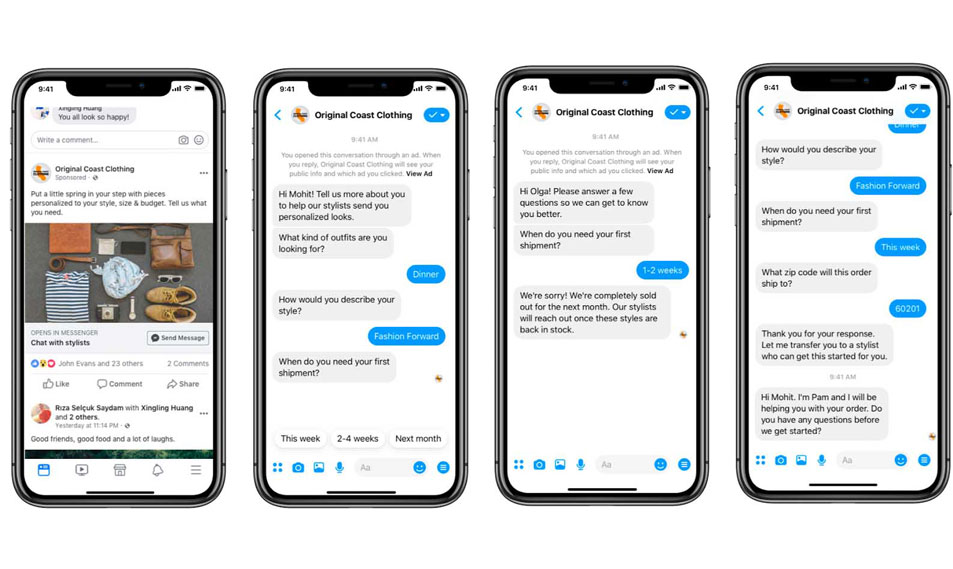 9:41
Xingling Huang
You all look so happy!
Write a comment...
Original Coast Clothing
Sponsored ·
Put a little spring in your step with pieces
personalized to your style, size & budget. Tell us what
you need.
OPENS IN MESSENGER
Chat with stylists
Send Message
John Evans and 23 others
2 Comments
Like
Comment
Share
Rıza Selçuk Saydam with Xingling Huang
and 2 others.
Yesterday at 11:14 PM ·
Good friends, good food and a lot of laughs.
9:41
Original Coast Clothing
9:41 AM
You opened this conversation through an ad. When
you reply, Original Coast Clothing will see your
public info and which ad you clicked. View Ad
Hi Mohit! Tell us more about you
to help our stylists send you
personalized looks.
What kind of outfits are you
looking for?
Dinner
How would you describe your
style?
Fashion Forward
When do you need your first
shipment?
This week
2-4 weeks
Next month
Aa
9:41
Original Coast Clothing
9:41 AM
You opened this conversation through an ad. When
you reply, Original Coast Clothing will see your
public info and which ad you clicked. View Ad
Hi Olga! Please answer a few
questions so we can get to know
you better.
When do you need your first
shipment?
1-2 weeks
We're sorry! We're completely sold
out for the next month. Our stylists
will reach out once these styles are
back in stock.
Aa
9:41
Original Coast Clothing
Dinner
How would you describe your
style?
Fashion Forward
When do you need your first
shipment?
This week
What zip code will this order
ship to?
60201
Thank you for your response.
Let me transfer you to a stylist
who can get this started for you.
9:41 AM
Hi Mohit. I'm Pam and I will be
helping you with your order. Do
you have any questions before
we get started?
Aa